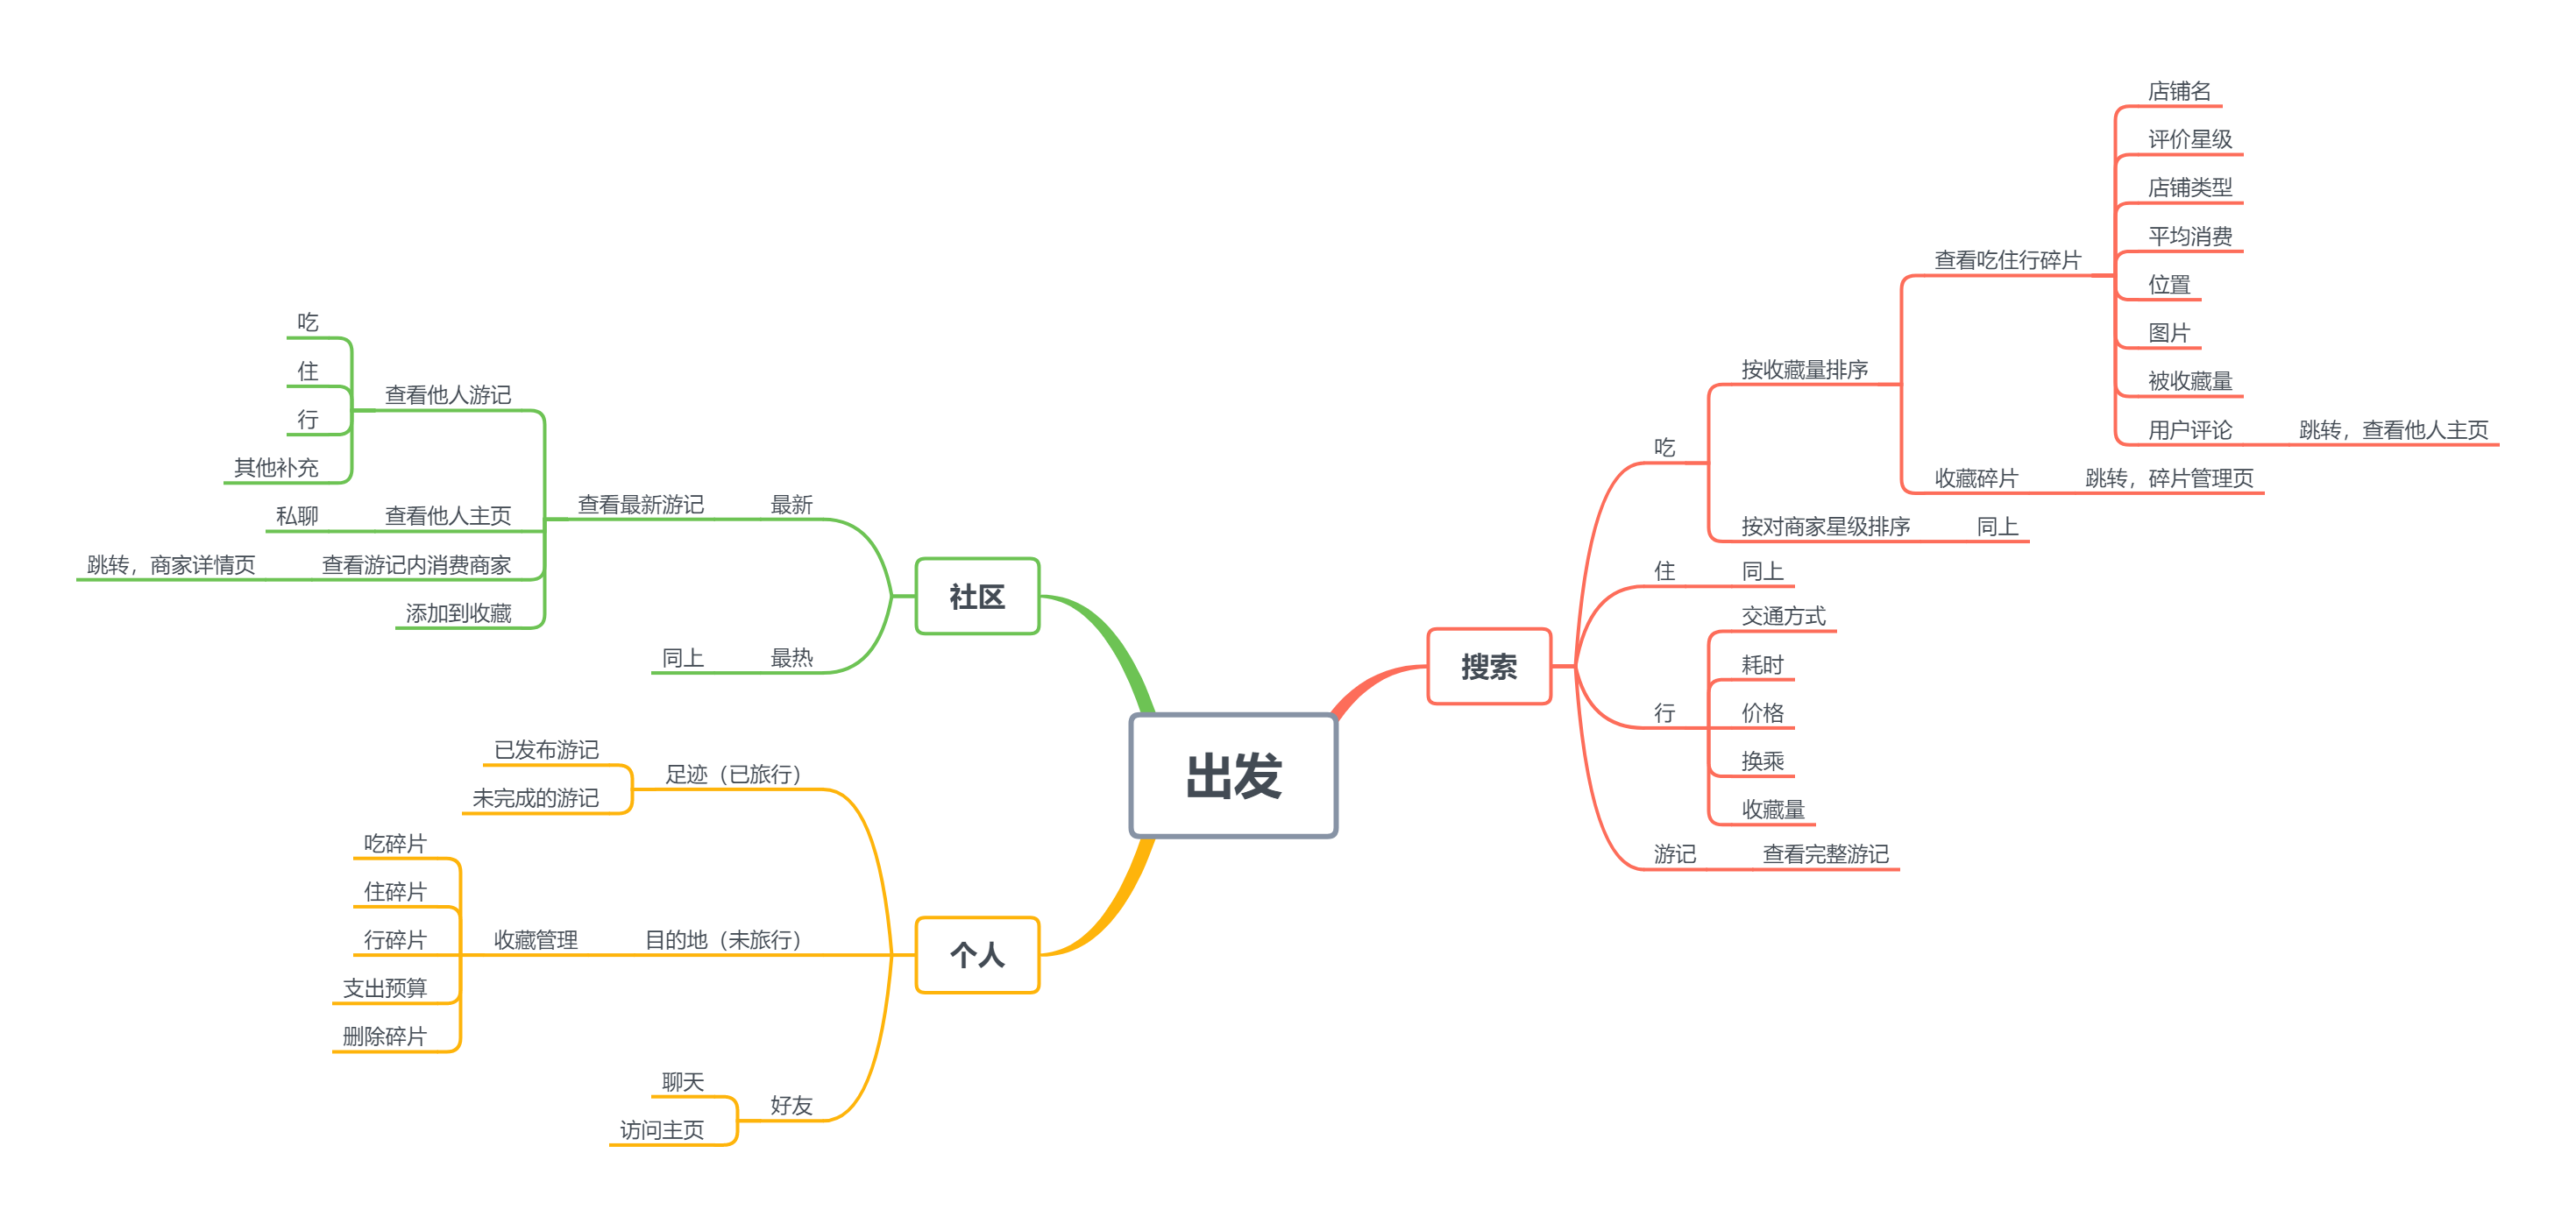 出发
搜索
吃
按收藏量排序
查看吃住行碎片
店铺名
评价星级
店铺类型
平均消费
位置
图片
被收藏量
用户评论
跳转，查看他人主页
收藏碎片
跳转，碎片管理页
按对商家星级排序
同上
住
同上
行
交通方式
耗时
价格
换乘
收藏量
游记
查看完整游记
社区
最新
查看最新游记
查看他人游记
吃
住
行
其他补充
查看他人主页
私聊
查看游记内消费商家
跳转，商家详情页
添加到收藏
最热
同上
个人
足迹（已旅行）
已发布游记
未完成的游记
目的地（未旅行）
收藏管理
吃碎片
住碎片
行碎片
支出预算
删除碎片
好友
聊天
访问主页